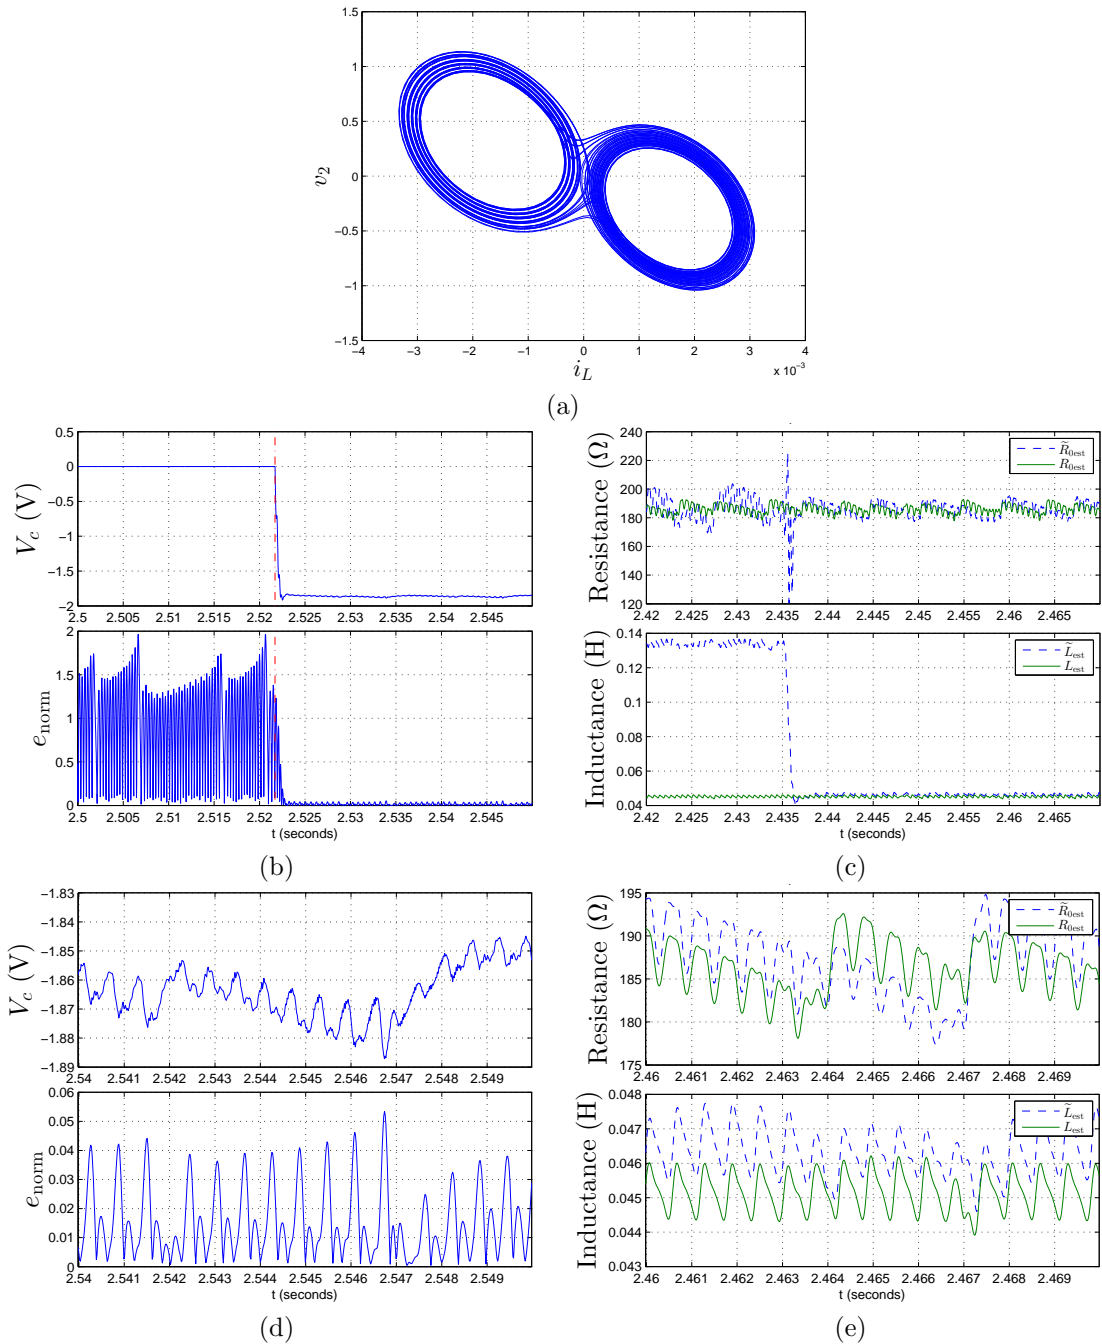 1.5
1
0.5
0
−0.5
−1
−1.5
v2
−4 −3 −2 −1 0 1 2 3 4
iL
x 10−3
(a)
0.5
0
−0.5
−1
−1.5
−2
Vc (V)
2.5 2.505 2.51 2.515 2.52 2.525 2.53 2.535 2.54 2.545
2
1.5
1
0.5
0
enorm
2.5 2.505 2.51 2.515 2.52 2.525 2.53 2.535 2.54 2.545
t (seconds)
(b)
240
220
200
180
160
140
120
Resistance (Ω)
R̃0est
R0est
2.42 2.425 2.43 2.435 2.44 2.445 2.45 2.455 2.46 2.465
0.14
0.12
0.1
0.08
0.06
0.04
Inductance (H)
L̃est
Lest
2.42 2.425 2.43 2.435 2.44 2.445 2.45 2.455 2.46 2.465
t (seconds)
(c)
−1.83
−1.84
−1.85
−1.86
−1.87
−1.88
−1.89
Vc (V)
2.54 2.541 2.542 2.543 2.544 2.545 2.546 2.547 2.548 2.549
0.06
0.05
0.04
0.03
0.02
0.01
0
enorm
2.54 2.541 2.542 2.543 2.544 2.545 2.546 2.547 2.548 2.549
t (seconds)
(d)
195
190
185
180
175
Resistance (Ω)
R̃0est
R0est
2.46 2.461 2.462 2.463 2.464 2.465 2.466 2.467 2.468 2.469
0.048
0.047
0.046
0.045
0.044
0.043
Inductance (H)
L̃est
Lest
2.46 2.461 2.462 2.463 2.464 2.465 2.466 2.467 2.468 2.469
t (seconds)
(e)